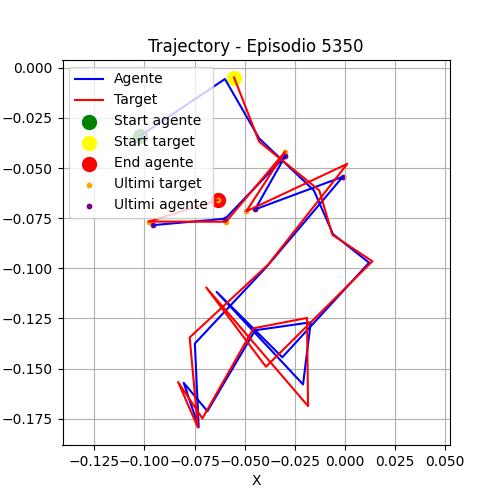 Trajectory - Episodio 5350
Agente
Target
Start agente
Start target
End agente
Ultimi target
Ultimi agente
0.000
−0.025
−0.050
−0.075
−0.100
−0.125
−0.150
−0.175
−0.125 −0.100 −0.075 −0.050 −0.025 0.000 0.025 0.050
X